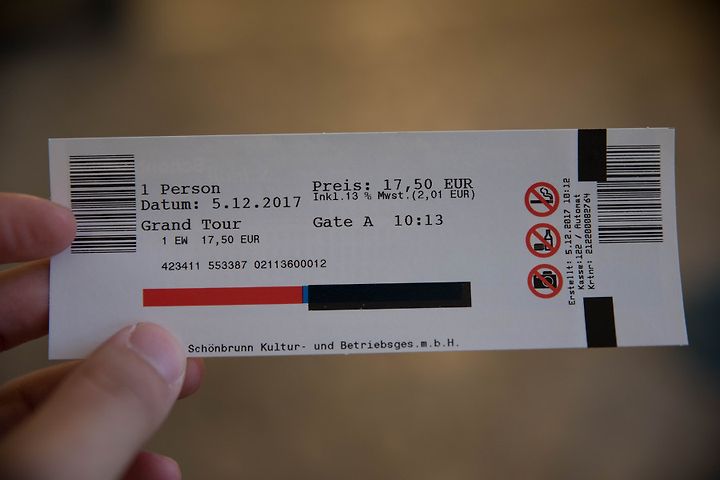 1 Person
Preis: 17,50 EUR
Inkl.13 % Mwst.(2,01 EUR)
Datum: 5.12.2017
Grand Tour
Gate A 10:13
1 EW 17,50 EUR
423411 553387 02113600012
Schönbrunn Kultur- und Betriebsges.m.b.H.
Erstellt: 5.12.2017 10:12
Kasse:122 / Automat
Krtnr: 212200082764